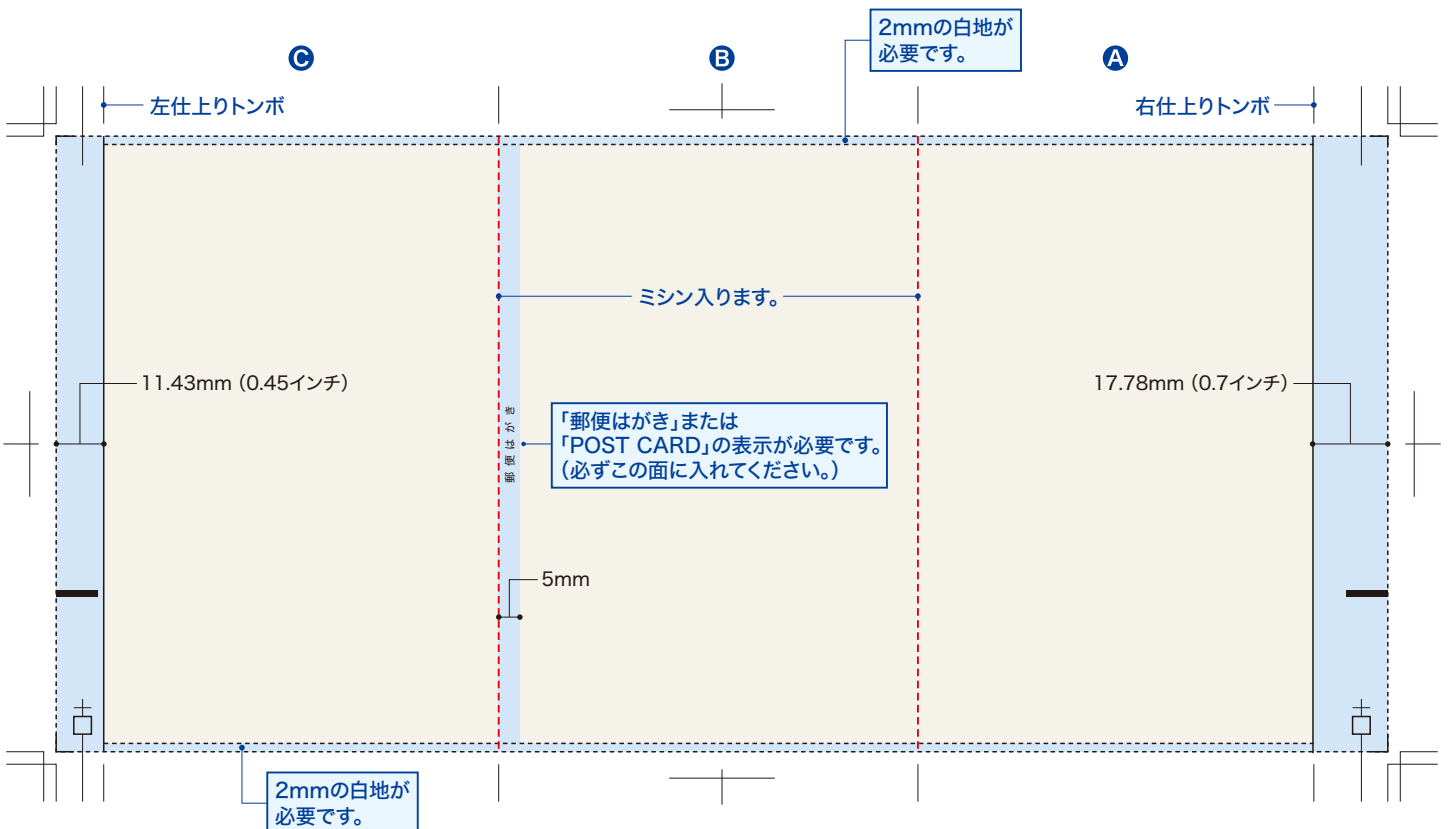 2mmの白地が
必要です。
C
B
A
左仕上りトンボ
右仕上りトンボ
ミシン入ります。
11.43mm（0.45インチ）
17.78mm（0.7インチ）
郵便はがき
「郵便はがき」または
「POST CARD」の表示が必要です。
（必ずこの面に入れてください。）
5mm
2mmの白地が
必要です。